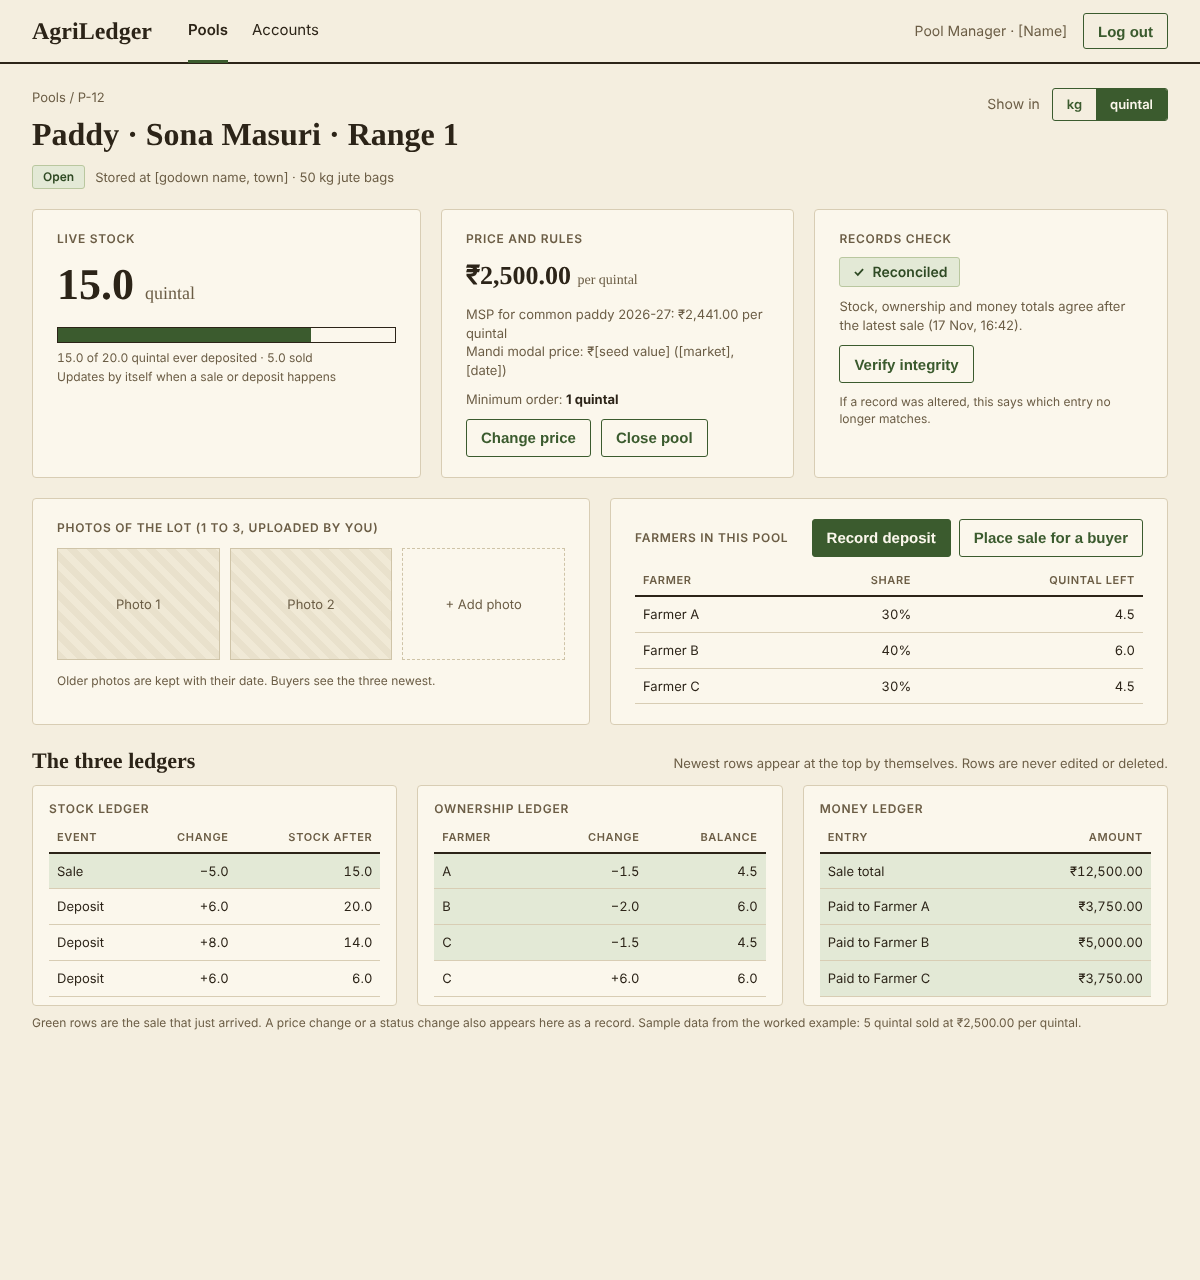 AgriLedger Pools Accounts Pool Manager · [Name] Log out
Pools / P-12
Show in kg quintal
Paddy · Sona Masuri · Range 1
Open Stored at [godown name, town] · 50 kg jute bags
LIVE STOCK
15.0 quintal
15.0 of 20.0 quintal ever deposited · 5.0 sold
Updates by itself when a sale or deposit happens
PRICE AND RULES
₹2,500.00 per quintal
MSP for common paddy 2026-27: ₹2,441.00 per
quintal
Mandi modal price: ₹[seed value] ([market],
[date])
Minimum order: 1 quintal
Change price Close pool
RECORDS CHECK
✓ Reconciled
Stock, ownership and money totals agree after
the latest sale (17 Nov, 16:42).
Verify integrity
If a record was altered, this says which entry no
longer matches.
PHOTOS OF THE LOT (1 TO 3, UPLOADED BY YOU)
Photo 1 Photo 2 + Add photo
Older photos are kept with their date. Buyers see the three newest.
FARMERS IN THIS POOL Record deposit Place sale for a buyer
FARMER SHARE QUINTAL LEFT
Farmer A 30% 4.5
Farmer B 40% 6.0
Farmer C 30% 4.5
The three ledgers
Newest rows appear at the top by themselves. Rows are never edited or deleted.
STOCK LEDGER
EVENT CHANGE STOCK AFTER
Sale −5.0 15.0
Deposit +6.0 20.0
Deposit +8.0 14.0
Deposit +6.0 6.0
OWNERSHIP LEDGER
FARMER CHANGE BALANCE
A −1.5 4.5
B −2.0 6.0
C −1.5 4.5
C +6.0 6.0
MONEY LEDGER
ENTRY AMOUNT
Sale total ₹12,500.00
Paid to Farmer A ₹3,750.00
Paid to Farmer B ₹5,000.00
Paid to Farmer C ₹3,750.00
Green rows are the sale that just arrived. A price change or a status change also appears here as a record. Sample data from the worked example: 5 quintal sold at ₹2,500.00 per quintal.